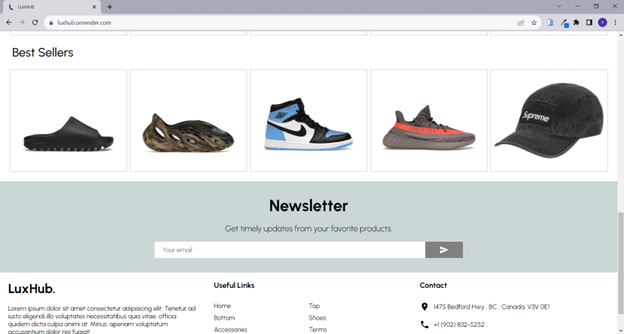 LuxHub
luxhub.onrender.com
Best Sellers
Supreme
Newsletter
Get timely updates from your favorite products.
Your email
LuxHub.
Lorem ipsum dolor sit amet consectetur adipisicing elit. Tenetur ad
iusto eligendi illo voluptates necessitatibus quia vitae, officia
quidem dicta culpa animi at. Minus, aperiam voluptatum
accusantium dolor nisi fugiat
Useful Links
Home
Top
Bottom
Shoes
Accessories
Terms
Contact
1475 Bedford Hwy , BC , Canada, V3V 0E1
+1 (902) 832-5252